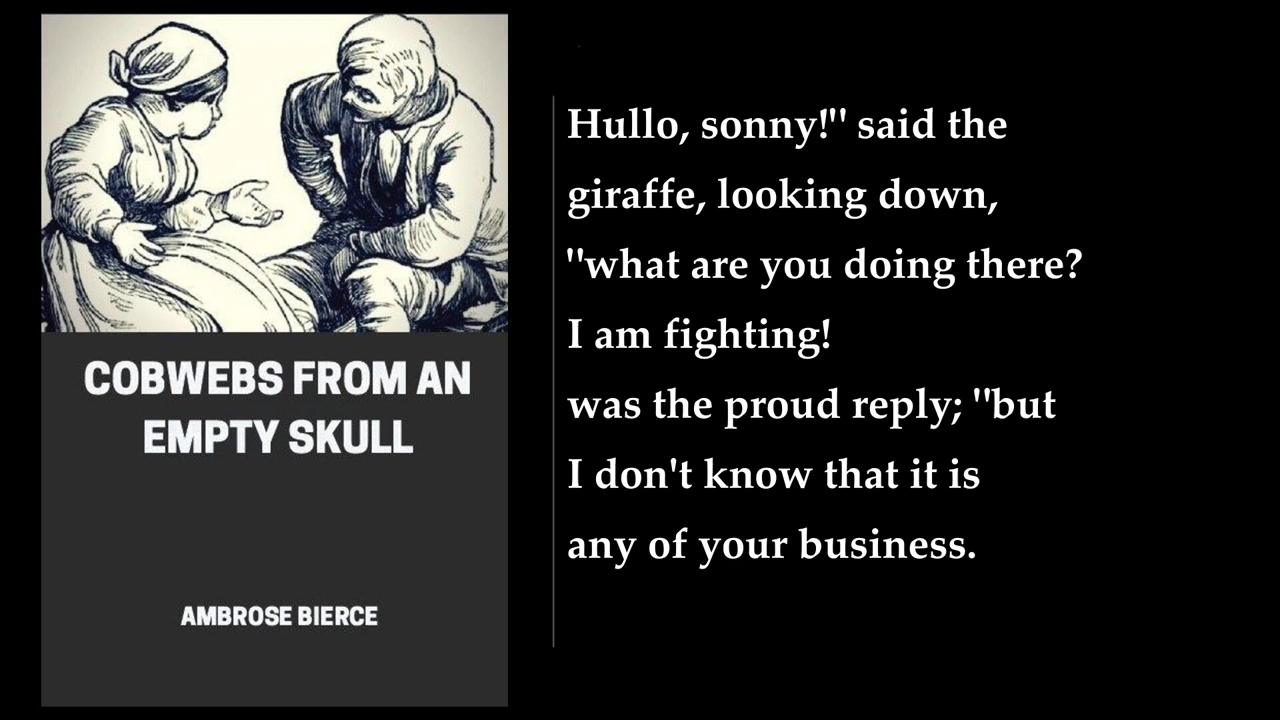 COBWEBS FROM AN
EMPTY SKULL
AMBROSE BIERCE
Hullo, sonny!" said the
giraffe, looking down,
"what are you doing there?
I am fighting!
was the proud reply; "but
I don't know that it is
any of your business.